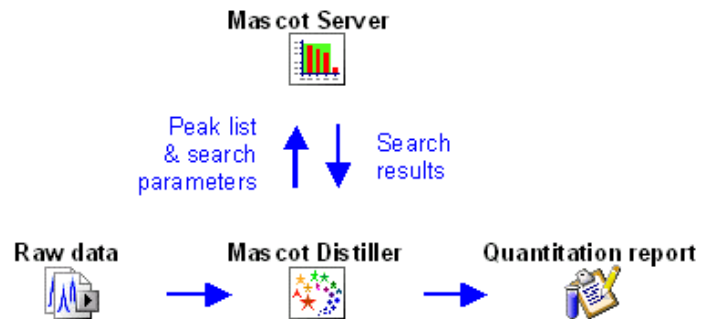 Mascot Server
Peak list
& search
parameters
Search
results
Raw data
Mascot Distiller
Quantitation report